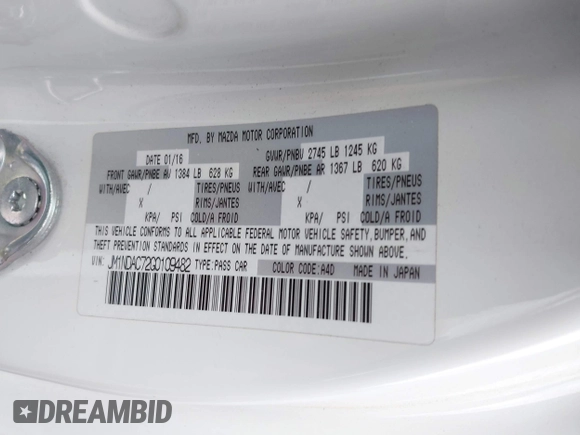 MFD. BY MAZDA MOTOR CORPORATION
DATE 01/16 GVWR/PNBV 2745 LB 1245 KG
FRONT GAWR/PNBE AV 1384 LB 628 KG REAR GAWR/PNBE AR 1367 LB 620 KG
WITH/AVEC / TIRES/PNEUS WITH/AVEC / TIRES/PNEUS
X RIMS/JANTES X RIMS/JANTES
KPA/ PSI COLD/A FROID KPA/ PSI COLD/A FROID
THIS VEHICLE CONFORMS TO ALL APPLICABLE FEDERAL MOTOR VEHICLE SAFETY, BUMPER, AND
THEFT PREVENTION STANDARDS IN EFFECT ON THE DATE OF MANUFACTURE SHOWN ABOVE.
VIN: JM1NDAC72G0109482 TYPE:PASS CAR COLOR CODE:A4D MADE IN JAPAN
DREAMBID